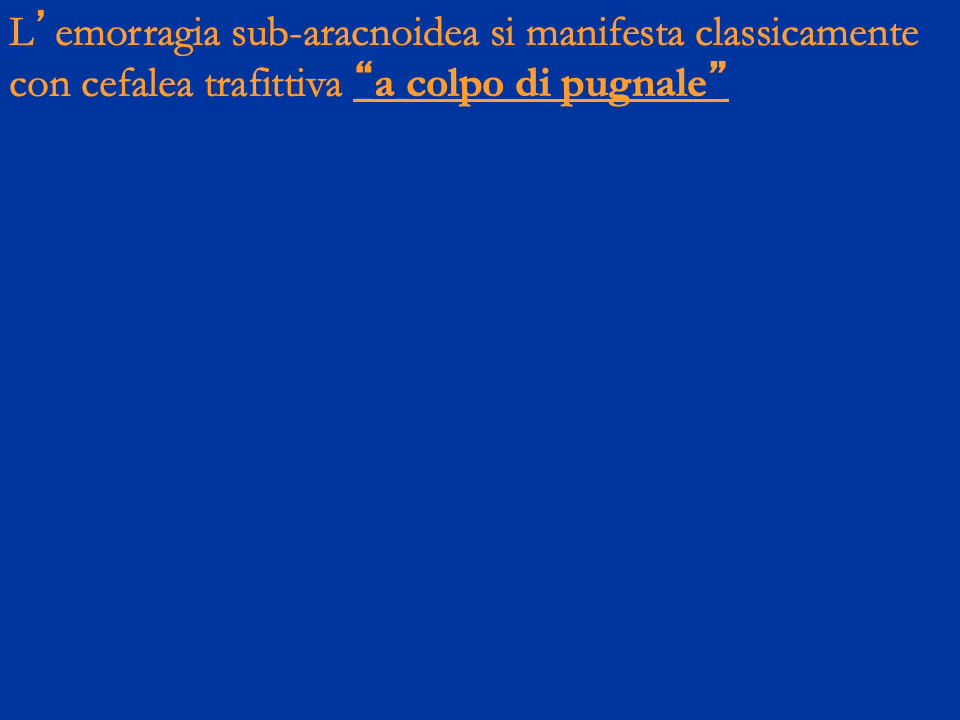 L’ emorragia sub-aracnoidea si manifesta classicamente
con cefalea trafittiva “a colpo di pugnale”